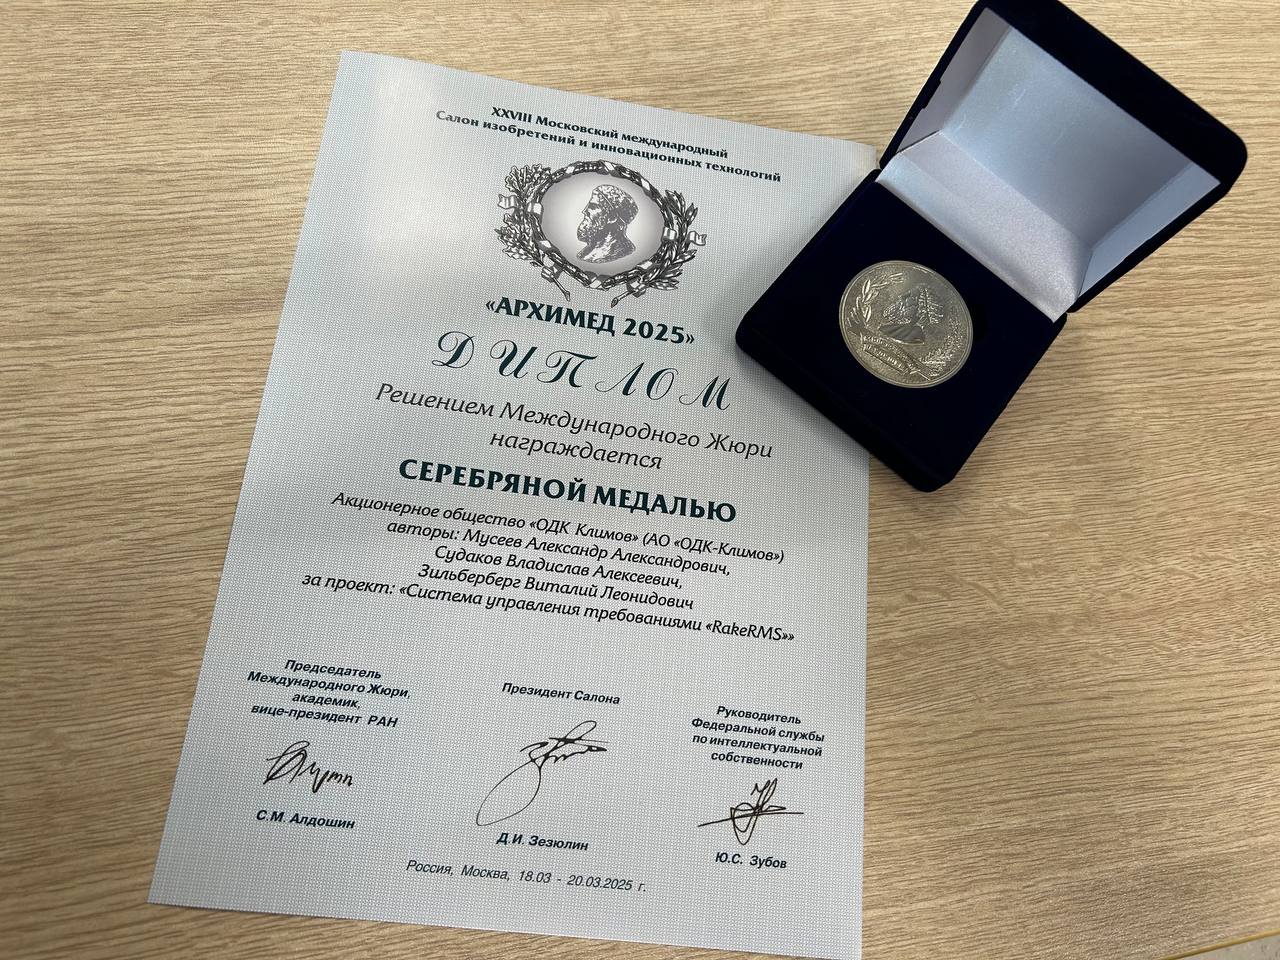 XXVIII Московский международный
Салон изобретений и инновационных технологий
«АРХИМЕД 2025»
ДИПЛОМ
Решением Международного Жюри
награждается
СЕРЕБРЯНОЙ МЕДАЛЬЮ
Акционерное общество «ОДК Климов» (АО «ОДК-Климов»)
авторы: Мусеев Александр Александрович,
Судаков Владислав Алексеевич,
Зильберберг Виталий Леонидович
за проект: «Система управления требованиями «RakeRMS»»
Председатель
Международного Жюри,
академик,
вице-президент РАН
С.М. Алдошин
Президент Салона
Д.И. Зезюлин
Руководитель
Федеральной службы
по интеллектуальной
собственности
Ю.С. Зубов
Россия, Москва, 18.03 - 20.03.2025 г.